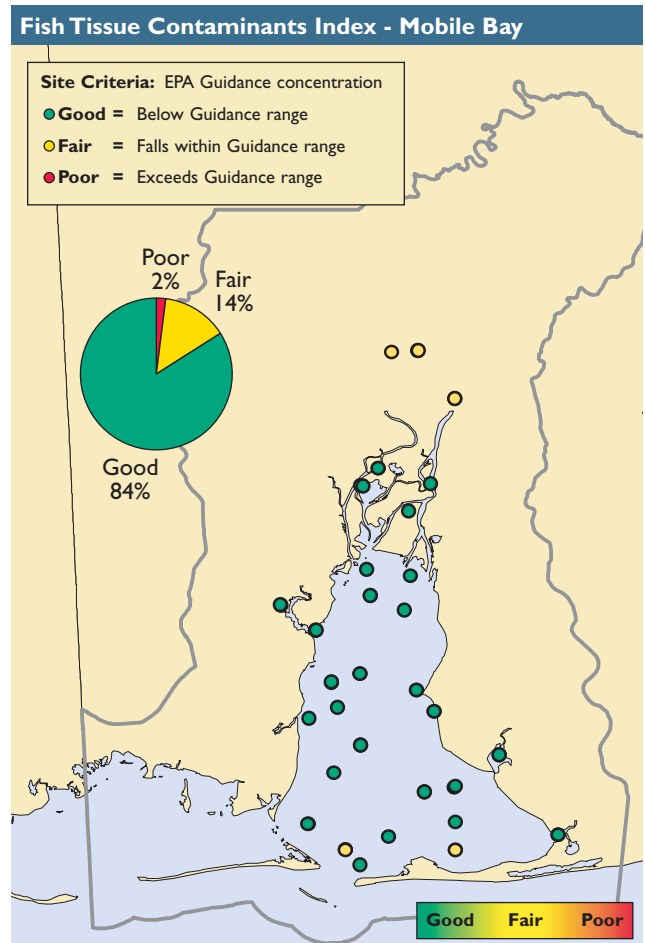 Fish Tissue Contaminants Index - Mobile Bay
Site Criteria: EPA Guidance concentration
Good = Below Guidance range
Fair = Falls within Guidance range
Poor = Exceeds Guidance range
Poor
2%
Fair
14%
Good
84%
Good Fair Poor